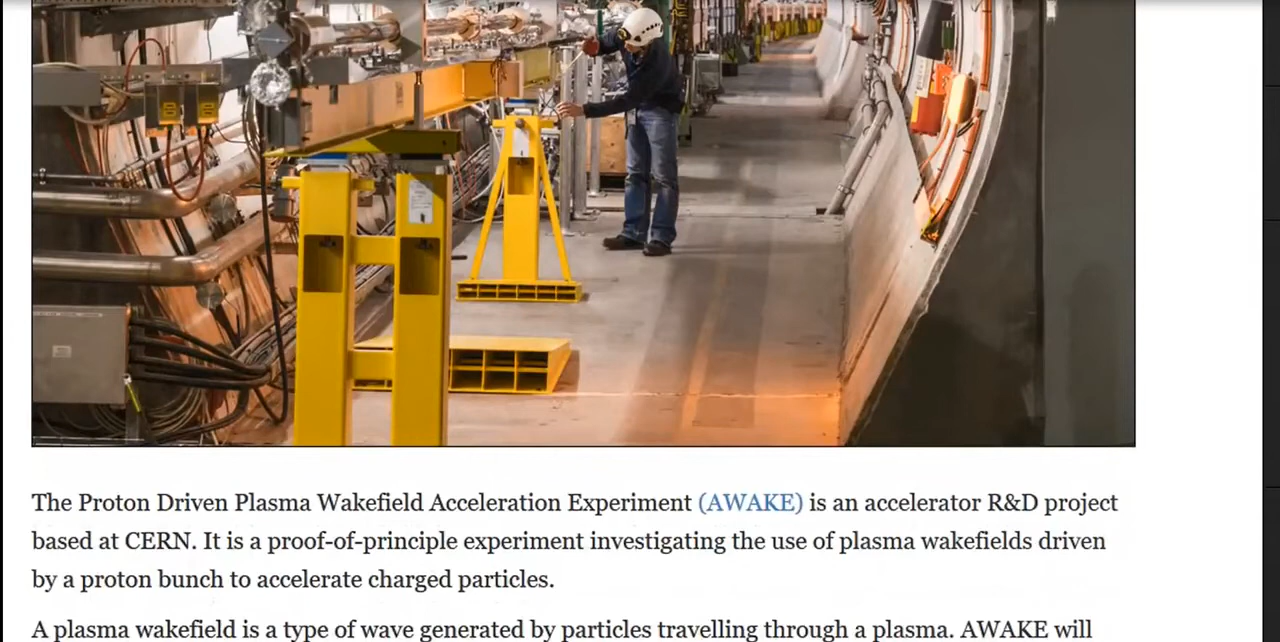 The Proton Driven Plasma Wakefield Acceleration Experiment (AWAKE) is an accelerator R&D project
based at CERN. It is a proof-of-principle experiment investigating the use of plasma wakefields driven
by a proton bunch to accelerate charged particles.
A plasma wakefield is a type of wave generated by particles travelling through a plasma. AWAKE will